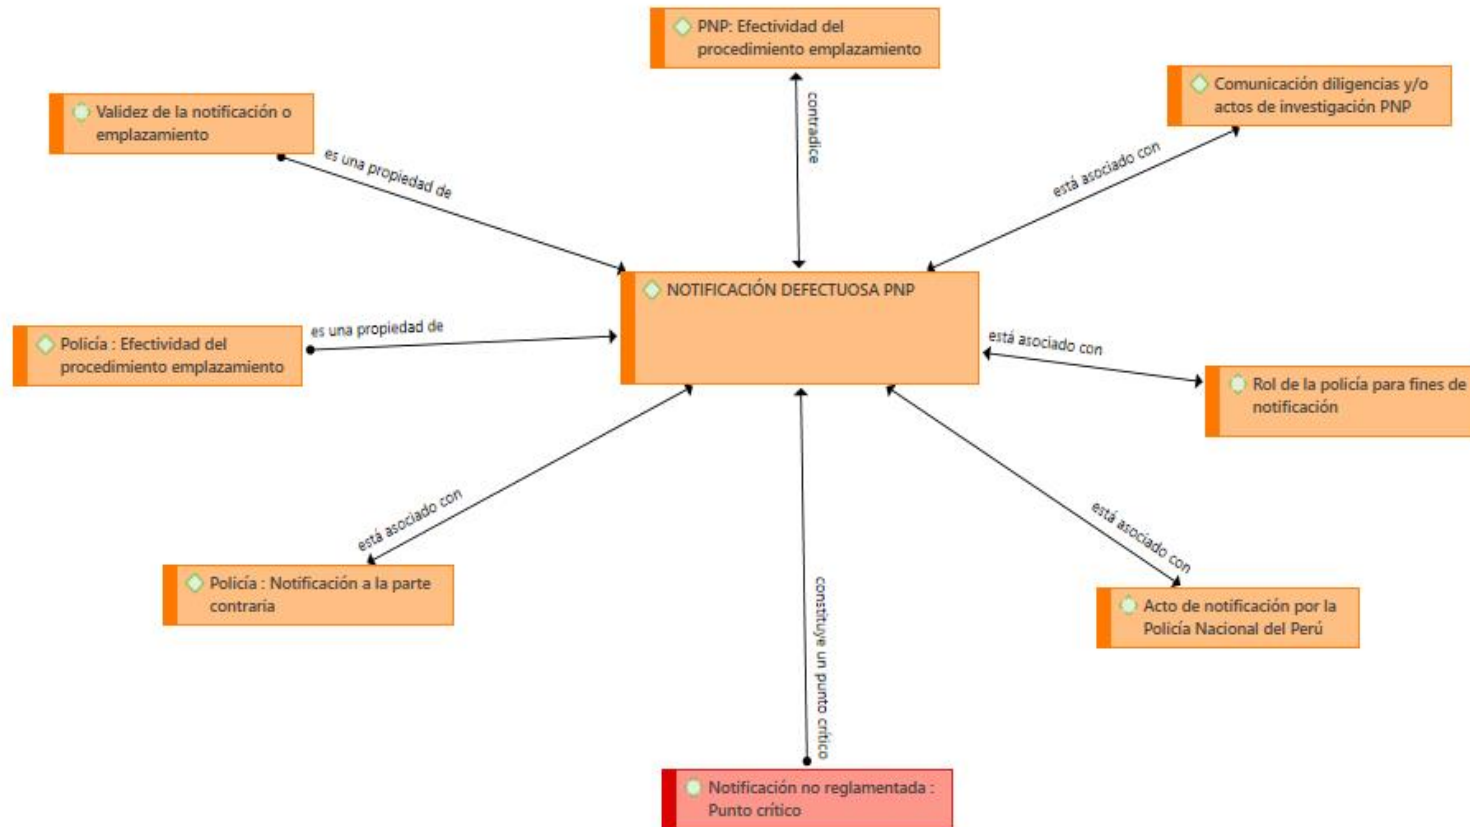 PNP: Efectividad del
procedimiento emplazamiento
Comunicación diligencias y/o
actos de investigación PNP
Validez de la notificación o
emplazamiento
contradice
es una propiedad de
está asociado con
NOTIFICACIÓN DEFECTUOSA PNP
Policía : Efectividad del
procedimiento emplazamiento
es una propiedad de
está asociado con
Rol de la policía para fines de
notificación
está asociado con
está asociado con
Policía : Notificación a la parte
contraria
constituye un punto crítico
Acto de notificación por la
Policía Nacional del Perú
Notificación no reglamentada :
Punto crítico